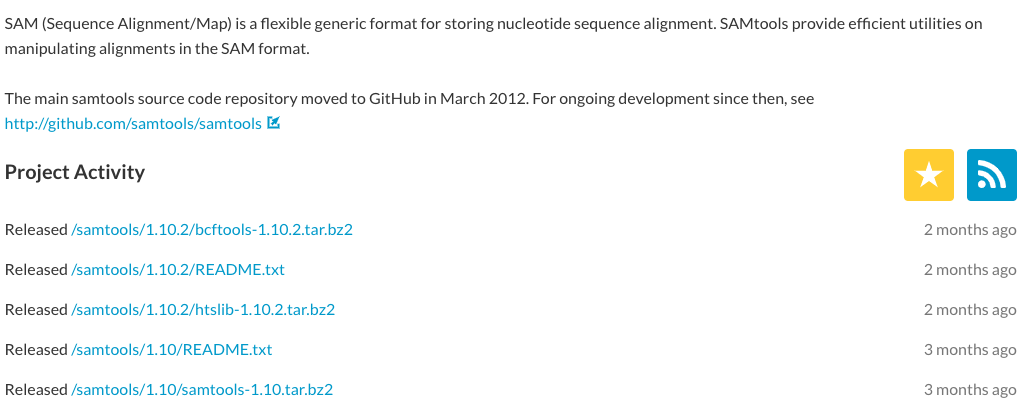 SAM (Sequence Alignment/Map) is a flexible generic format for storing nucleotide sequence alignment. SAMtools provide efficient utilities on
manipulating alignments in the SAM format.
The main samtools source code repository moved to GitHub in March 2012. For ongoing development since then, see
http://github.com/samtools/samtools
Project Activity
Released /samtools/1.10.2/bcftools-1.10.2.tar.bz2 2 months ago
Released /samtools/1.10.2/README.txt 2 months ago
Released /samtools/1.10.2/htslib-1.10.2.tar.bz2 2 months ago
Released /samtools/1.10/README.txt 3 months ago
Released /samtools/1.10/samtools-1.10.tar.bz2 3 months ago